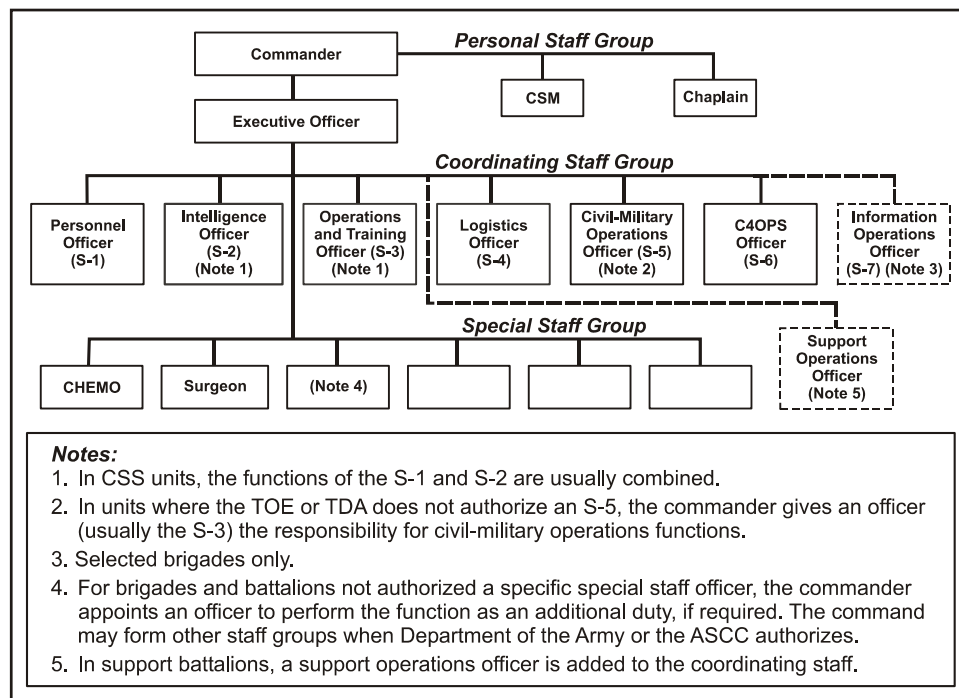 Personal Staff Group
Commander
CSM
Chaplain
Executive Officer
Coordinating Staff Group
Personnel
Officer
(S-1)
Intelligence
Officer
(S-2)
(Note 1)
Operations
and Training
Officer (S-3)
(Note 1)
Logistics
Officer
(S-4)
Civil-Military
Operations
Officer (S-5)
(Note 2)
C4OPS
Officer
(S-6)
Information
Operations
Officer
(S-7) (Note 3)
Special Staff Group
CHEMO
Surgeon
(Note 4)
Support
Operations
Officer
(Note 5)
Notes:
1. In CSS units, the functions of the S-1 and S-2 are usually combined.
2. In units where the TOE or TDA does not authorize an S-5, the commander gives an officer
(usually the S-3) the responsibility for civil-military operations functions.
3. Selected brigades only.
4. For brigades and battalions not authorized a specific special staff officer, the commander
appoints an officer to perform the function as an additional duty, if required. The command
may form other staff groups when Department of the Army or the ASCC authorizes.
5. In support battalions, a support operations officer is added to the coordinating staff.